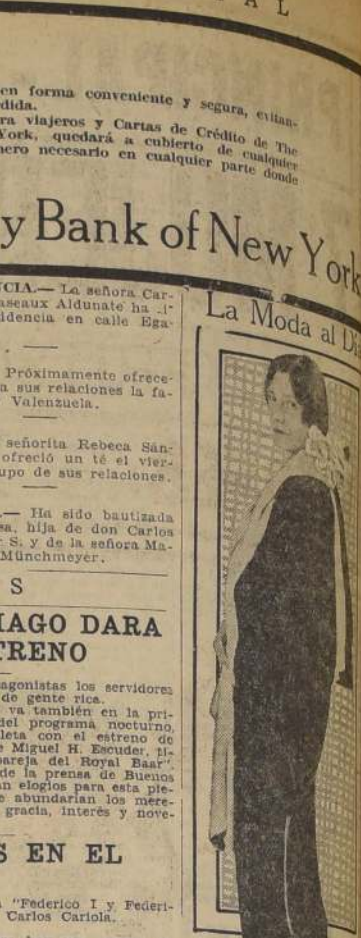 A L
en forma conveniente y segura, evitan-
dida.
ra viajeros y Cartas de Crédito de The
York, quedará a cubierto de cualquier
nero necesario en cualquier parte donde
y Bank of New York
NCIA.— La señora Car-
aseaux Aldunate ha
idencia en calle Ega-
Próximamente ofrece-
a sus relaciones la fa-
Valenzuela.
señorita Rebeca Sán-
ofreció un té el vier-
upo de sus relaciones.
.— Ha sido bautizada
sa, hija de don Carlos
r S. y de la señora Ma-
Münchmeyer.
S
IAGO DARA
TRENO
agonistas los servidores
de gente rica.
va también en la pri-
del programa nocturno,
leta con el estreno de
e Miguel H. Escuder, ti-
pareja del Royal Baar".
de la prensa de Buenos
an elogios para esta pie-
e abundarían los mere-
gracia, interés y nove-
S EN EL
a "Federico I y Federi-
Carlos Cariola.
La Moda al Di